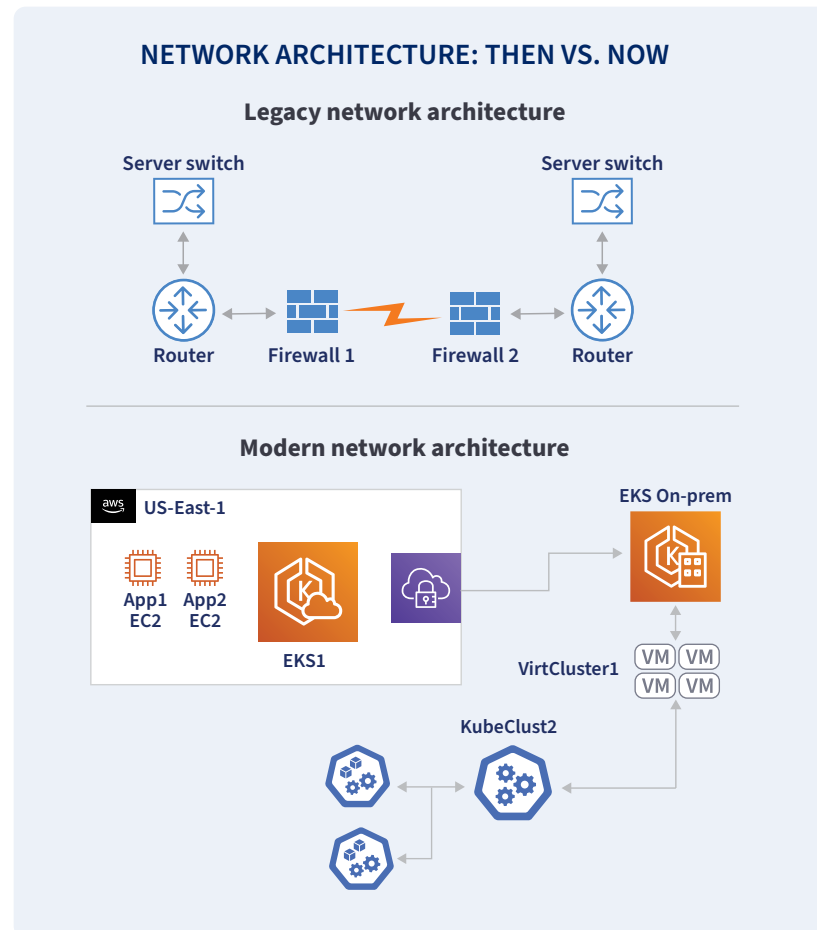 NETWORK ARCHITECTURE: THEN VS. NOW
Legacy network architecture
Server switch
Server switch
Router
Firewall 1
Firewall 2
Router
Modern network architecture
aws
US-East-1
App1
EC2
App2
EC2
K
EKS1
EKS On-prem
K
VirtCluster1
VM
VM
VM
VM
KubeClust2